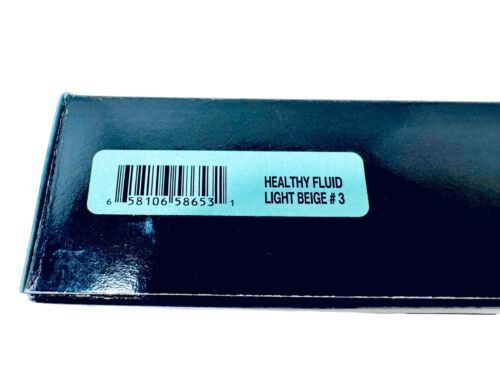 HEALTHY FLUID
LIGHT BEIGE # 3
6 58106 58653 1